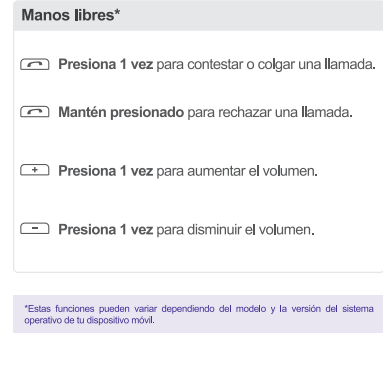 Manos libres*
Presiona 1 vez para contestar o colgar una llamada.
Mantén presionado para rechazar una llamada.
+ Presiona 1 vez para aumentar el volumen.
- Presiona 1 vez para disminuir el volumen.
*Estas funciones pueden variar dependiendo del modelo y la versión del sistema
operativo de tu dispositivo móvil.